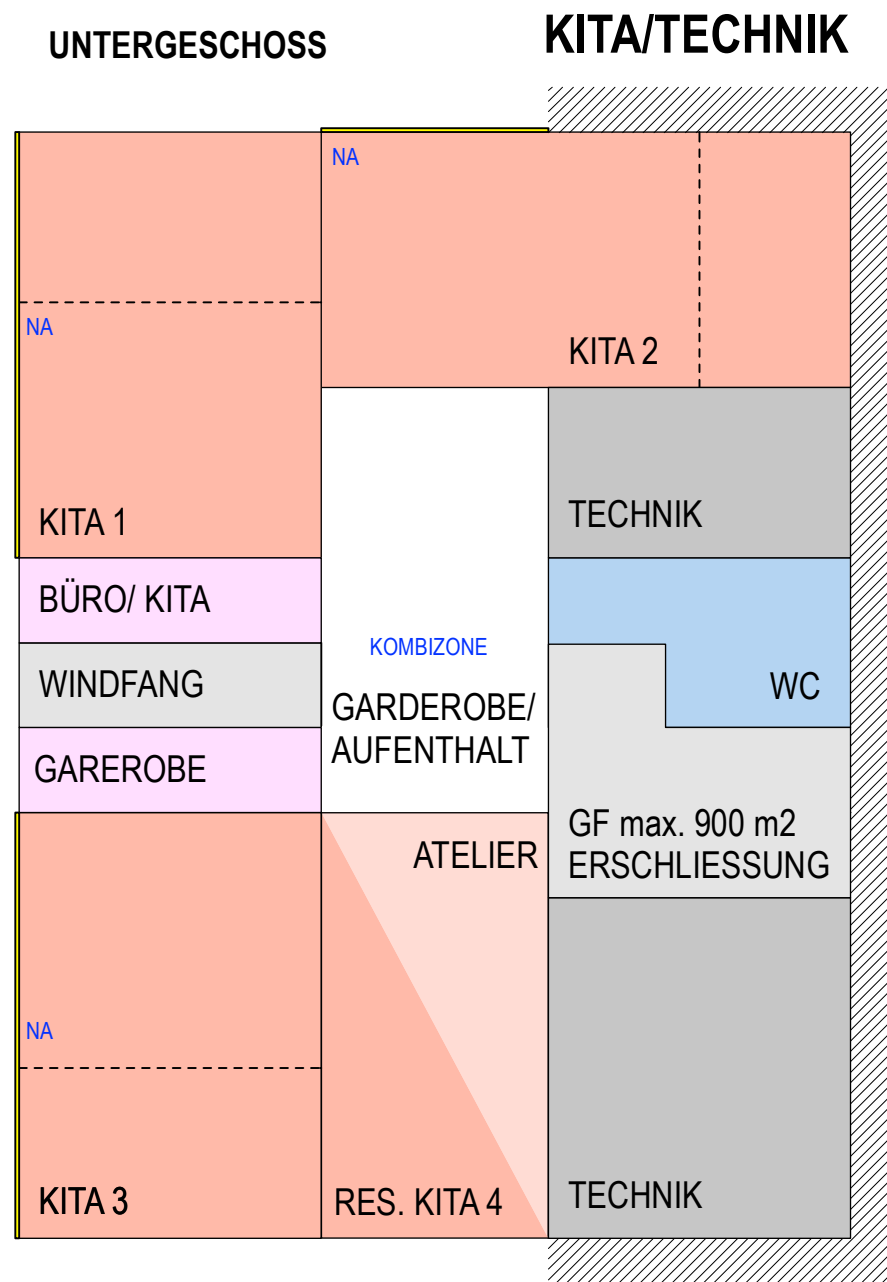 UNTERGESCHOSS
KITA/TECHNIK
NA
NA
KITA 2
KITA 1
TECHNIK
BÜRO/ KITA
KOMBIZONE
WINDFANG
WC
GARDEROBE/
AUFENTHALT
GAREROBE
GF max. 900 m2
ERSCHLIESSUNG
ATELIER
NA
KITA 3
RES. KITA 4
TECHNIK